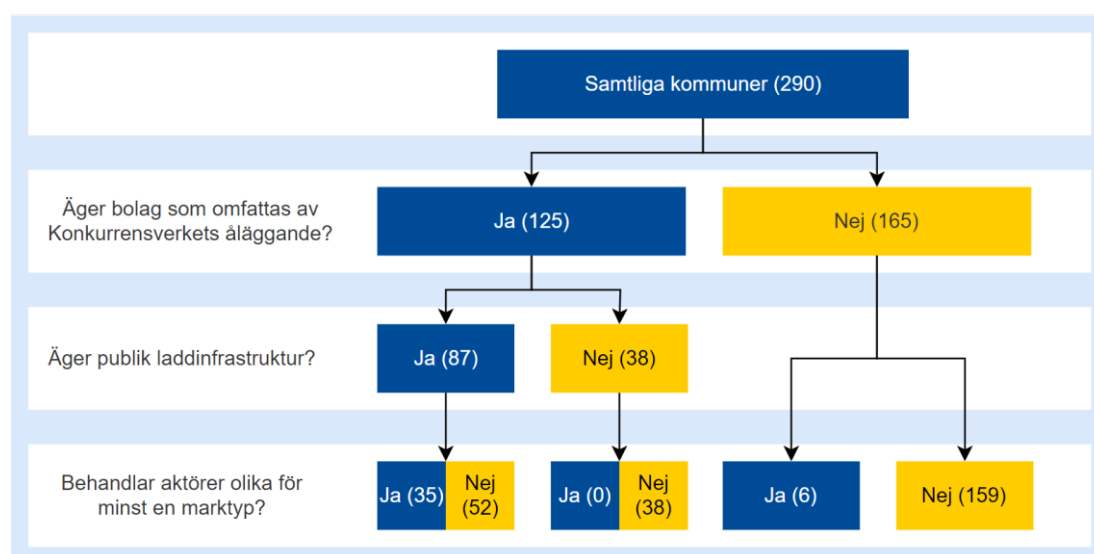 Samtliga kommuner (290)
Äger bolag som omfattas av
Konkurrensverkets åläggande?
Ja (125)
Nej (165)
Äger publik laddinfrastruktur?
Ja (87)
Nej (38)
Behandlar aktörer olika för
minst en marktyp?
Ja (35)
Nej
(52)
Ja (0)
Nej
(38)
Ja (6)
Nej (159)